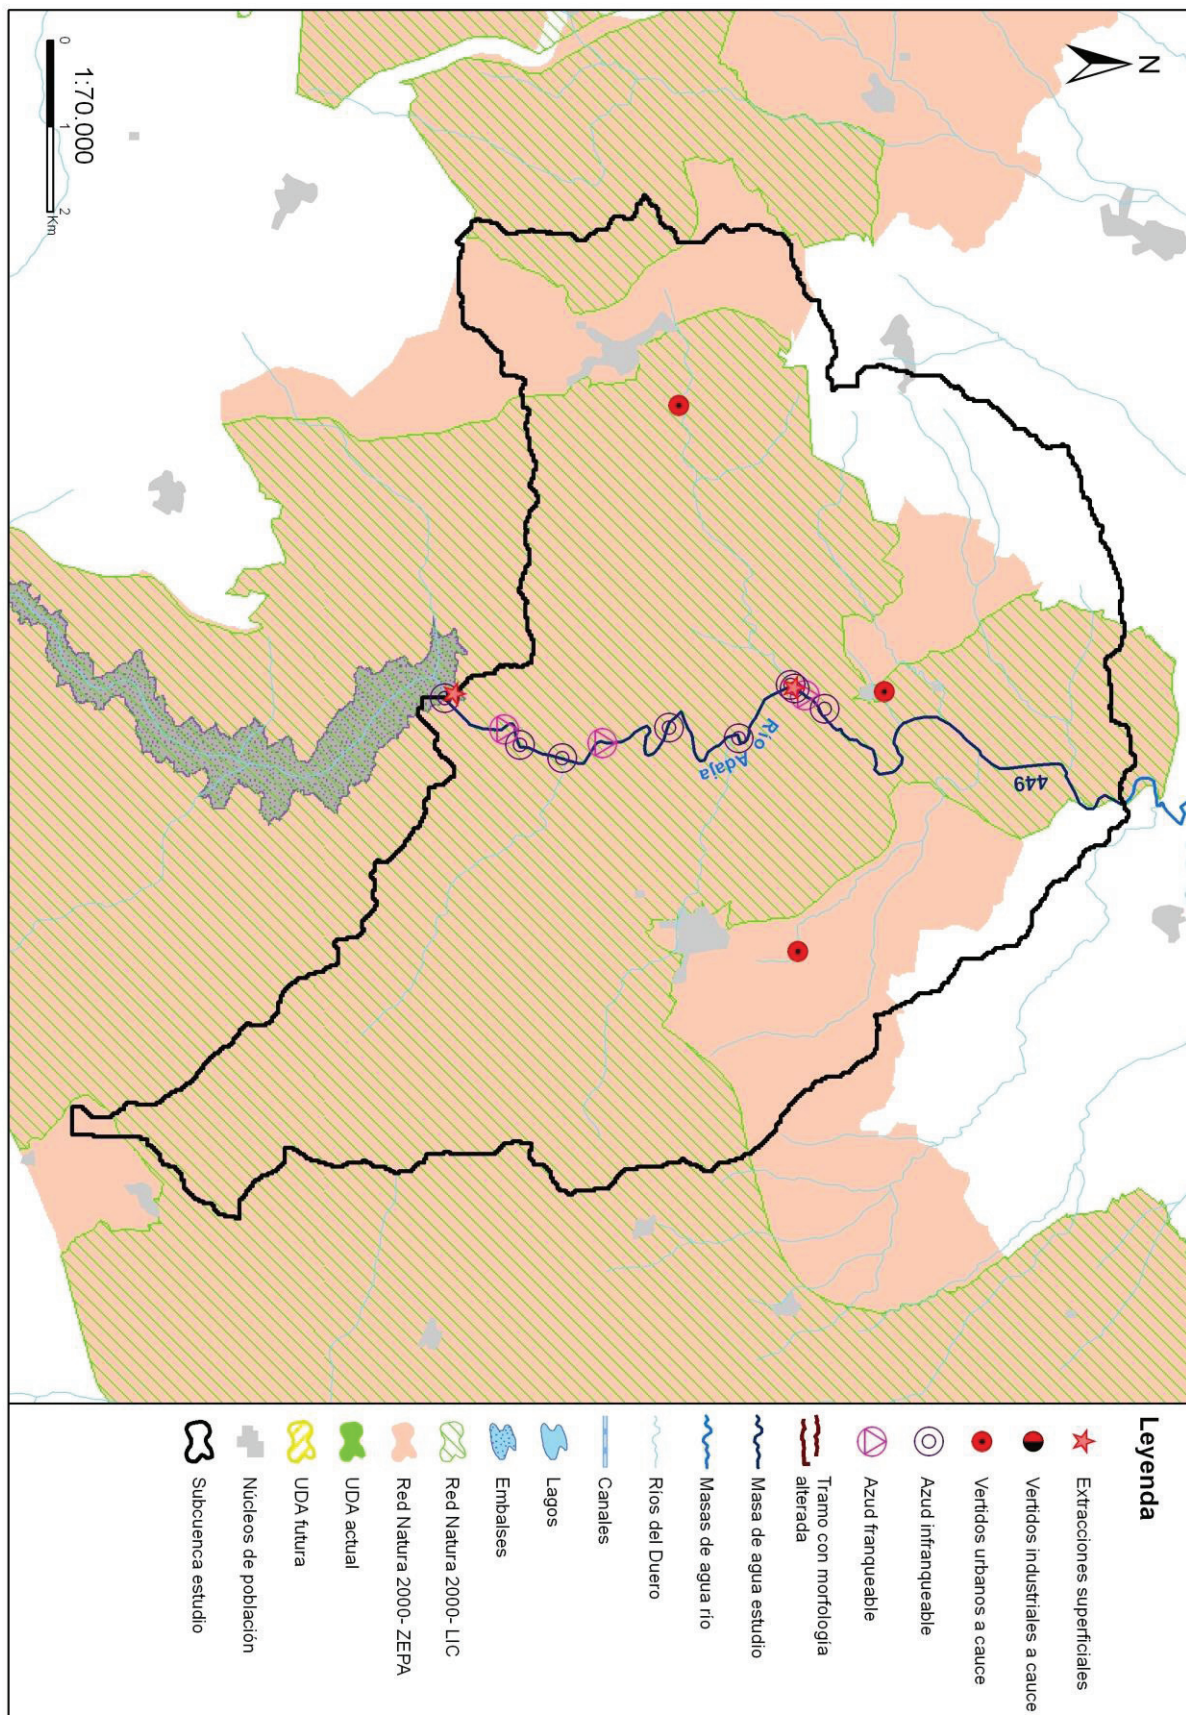 N
1:70.000
0 1 2
Km
Río Adaja
449
Leyenda
Extracciones superficiales
Vertidos industriales a cauce
Vertidos urbanos a cauce
Azud infranqueable
Azud franqueable
Tramo con morfología
alterada
Masa de agua estudio
Masas de agua río
Ríos del Duero
Canales
Lagos
Embalses
Red Natura 2000- LIC
Red Natura 2000- ZEPA
UDA actual
UDA futura
Núcleos de población
Subcuenca estudio